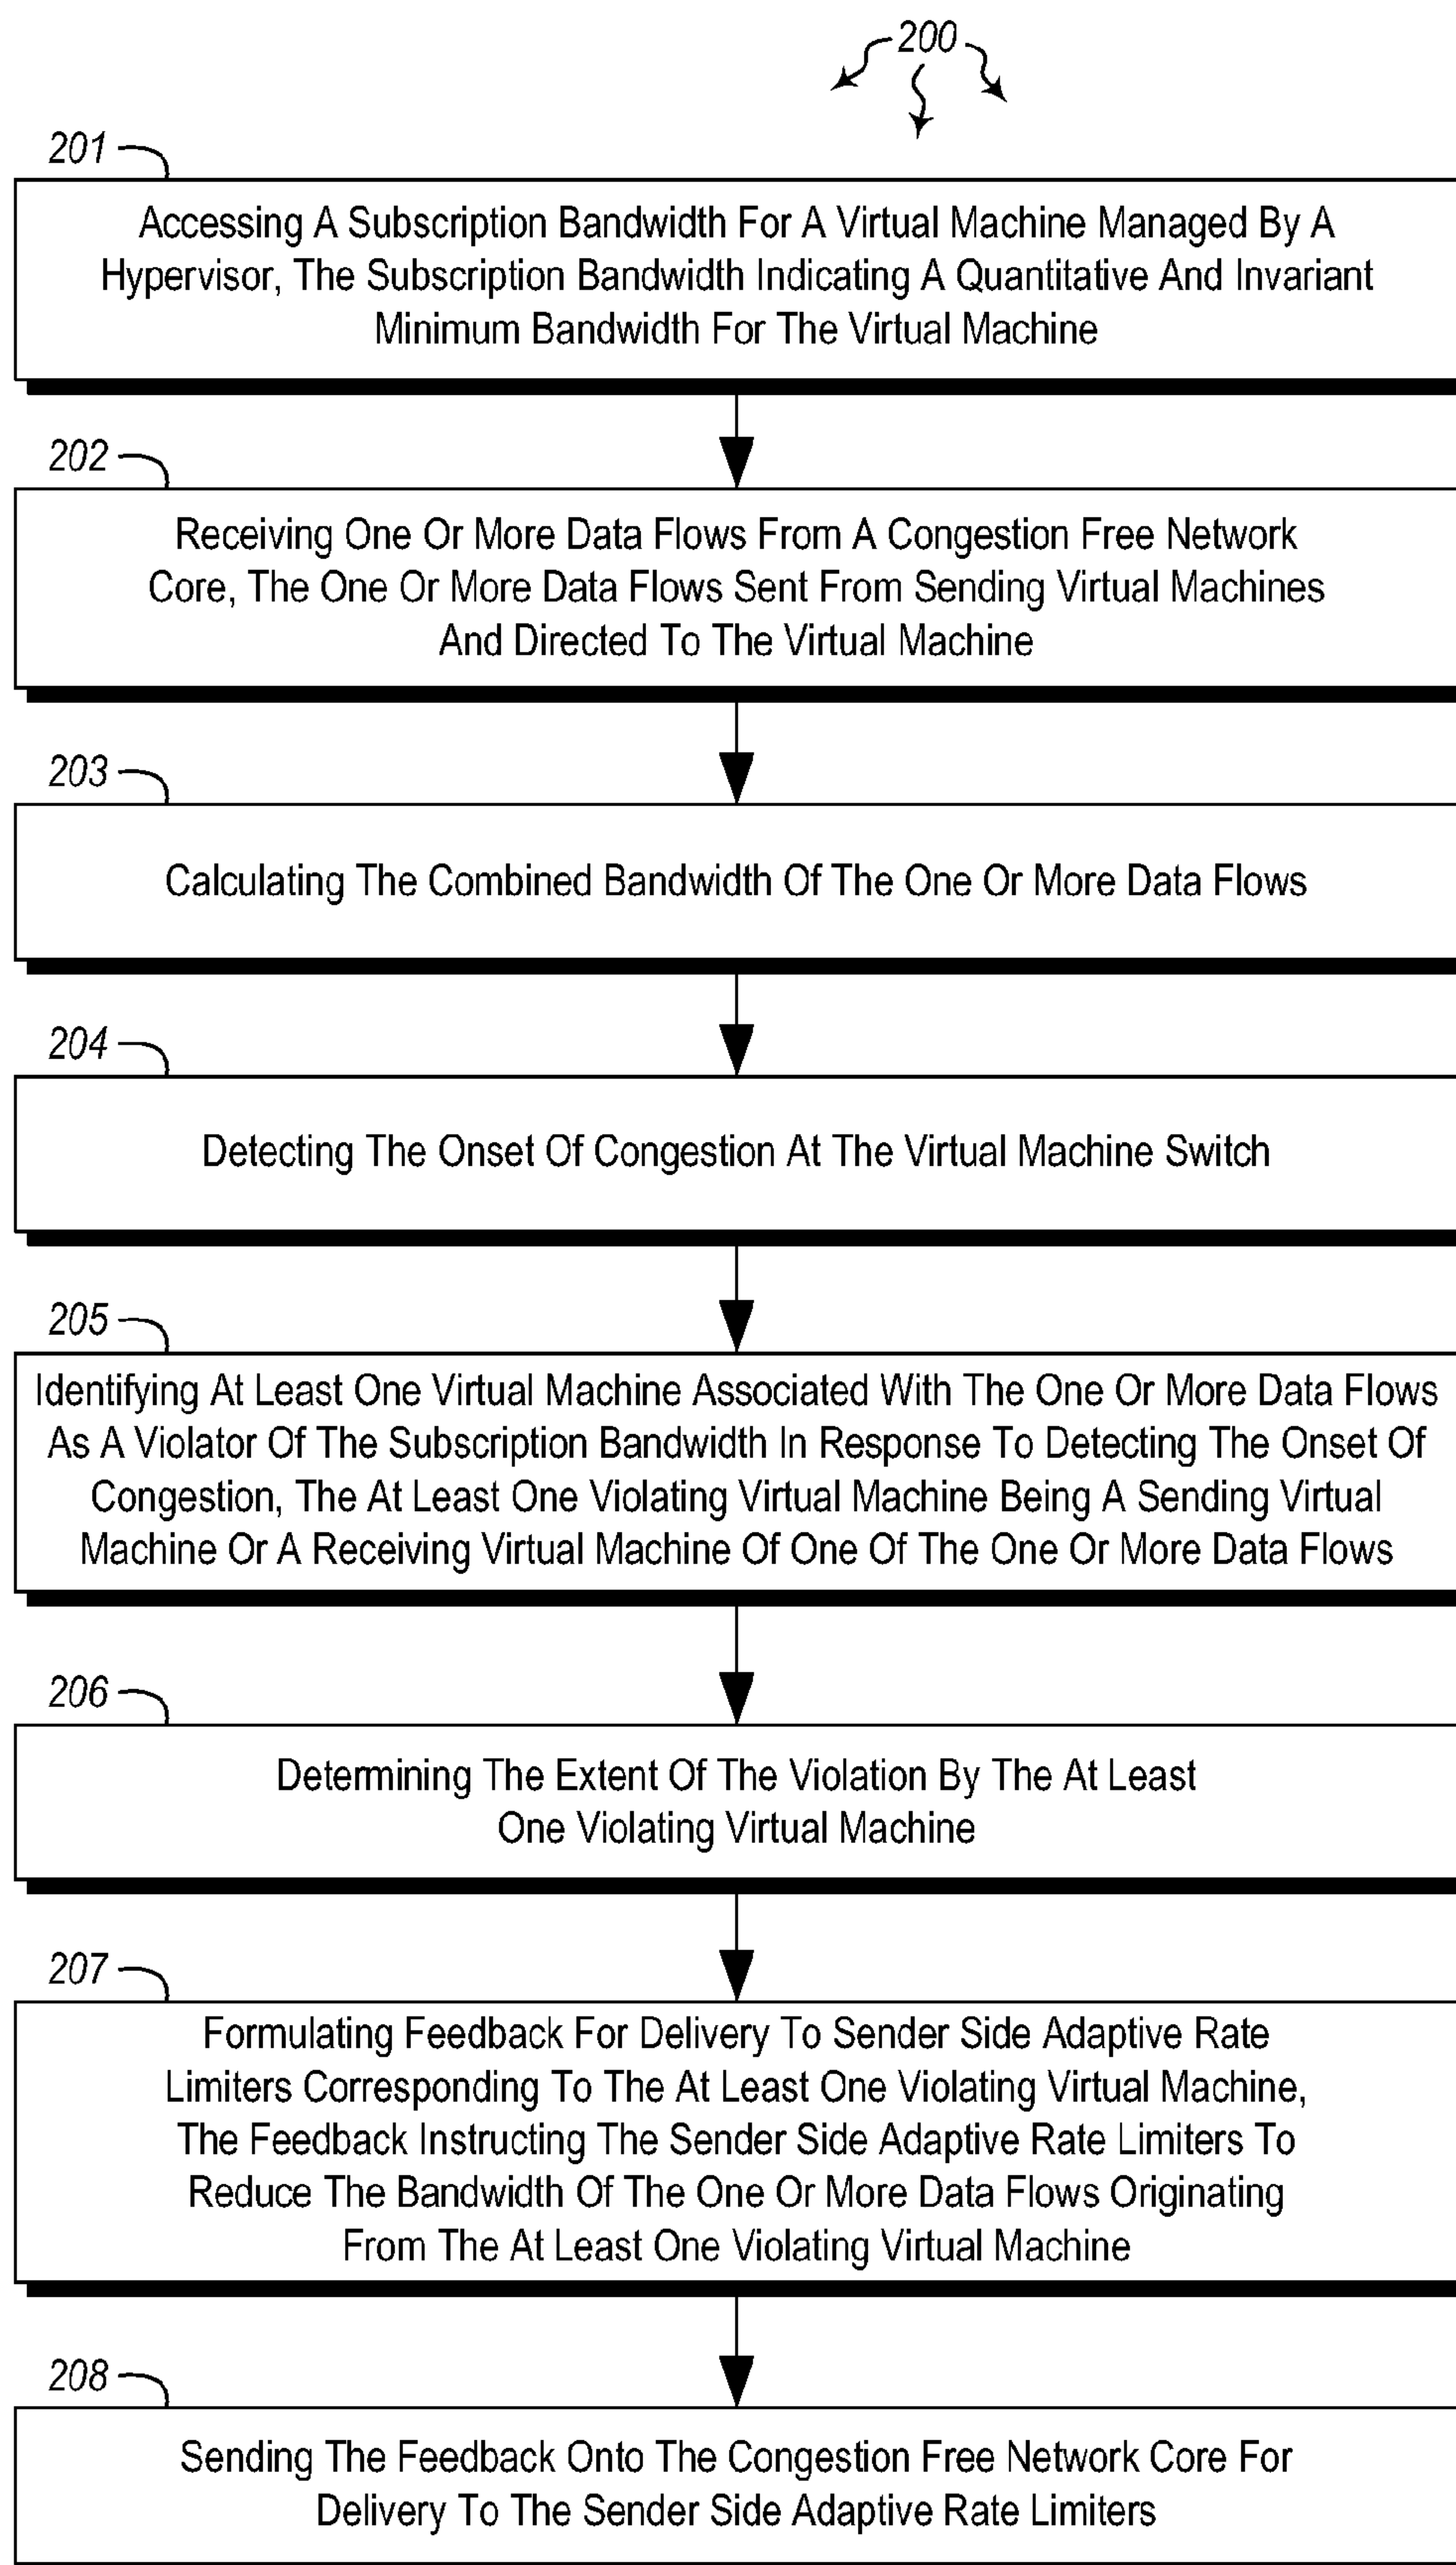 200
201
Accessing A Subscription Bandwidth For A Virtual Machine Managed By A
Hypervisor, The Subscription Bandwidth Indicating A Quantitative And Invariant
Minimum Bandwidth For The Virtual Machine
202
Receiving One Or More Data Flows From A Congestion Free Network
Core, The One Or More Data Flows Sent From Sending Virtual Machines
And Directed To The Virtual Machine
203
Calculating The Combined Bandwidth Of The One Or More Data Flows
204
Detecting The Onset Of Congestion At The Virtual Machine Switch
205
Identifying At Least One Virtual Machine Associated With The One Or More Data Flows
As A Violator Of The Subscription Bandwidth In Response To Detecting The Onset Of
Congestion, The At Least One Violating Virtual Machine Being A Sending Virtual
Machine Or A Receiving Virtual Machine Of One Of The One Or More Data Flows
206
Determining The Extent Of The Violation By The At Least
One Violating Virtual Machine
207
Formulating Feedback For Delivery To Sender Side Adaptive Rate
Limiters Corresponding To The At Least One Violating Virtual Machine,
The Feedback Instructing The Sender Side Adaptive Rate Limiters To
Reduce The Bandwidth Of The One Or More Data Flows Originating
From The At Least One Violating Virtual Machine
208
Sending The Feedback Onto The Congestion Free Network Core For
Delivery To The Sender Side Adaptive Rate Limiters